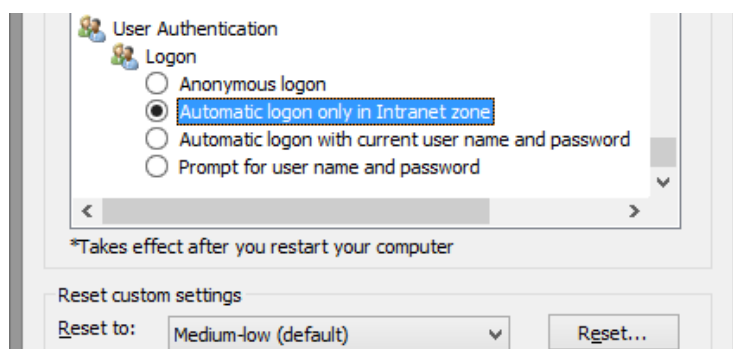 User Authentication
Logon
Anonymous logon
Automatic logon only in Intranet zone
Automatic logon with current user name and password
Prompt for user name and password
*Takes effect after you restart your computer
Reset custom settings
Reset to: Medium-low (default) Reset...